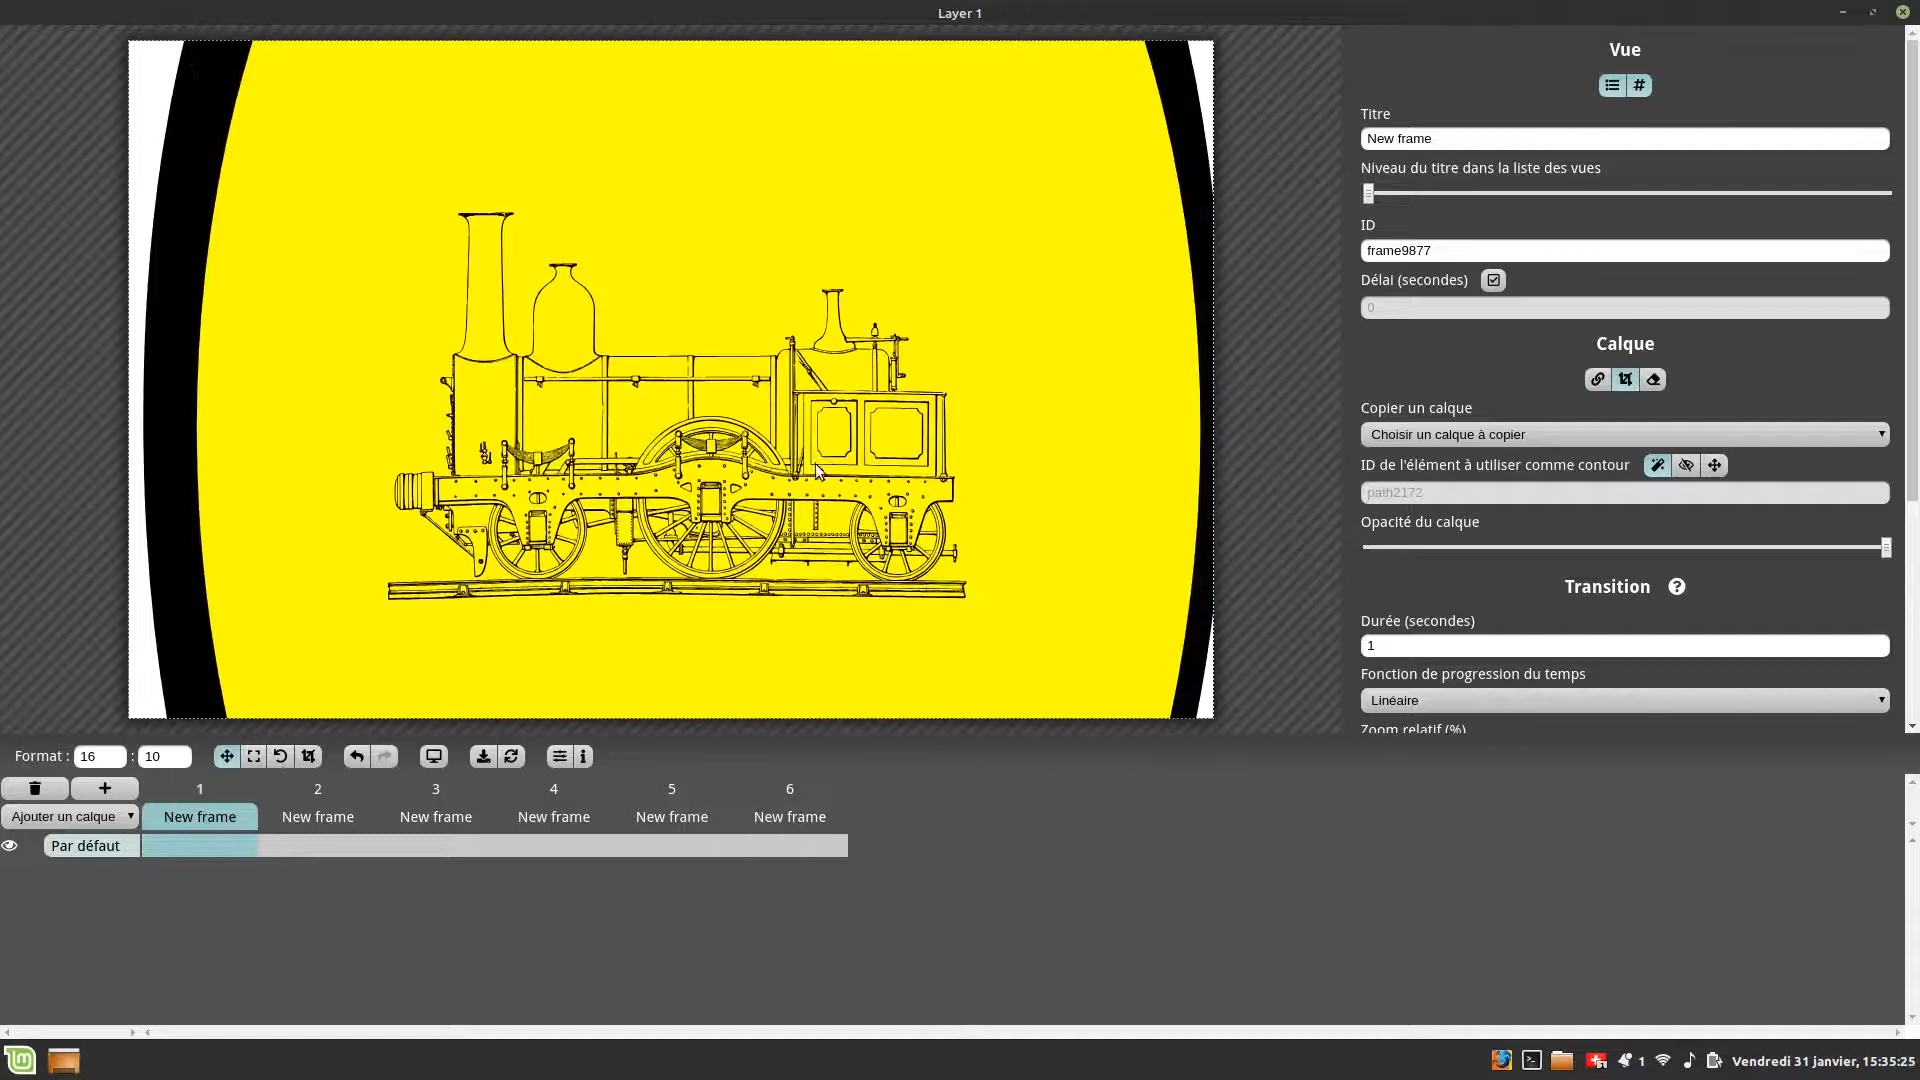 Layer 1
Vue
Titre
New frame
Niveau du titre dans la liste des vues
ID
frame9877
Délai (secondes)
0
Calque
Copier un calque
Choisir un calque à copier
ID de l'élément à utiliser comme contour
path2172
Opacité du calque
Transition
Durée (secondes)
1
Fonction de progression du temps
Linéaire
Zoom relatif (%)
Format : 16 : 10
1 2 3 4 5 6
Ajouter un calque New frame New frame New frame New frame New frame New frame
Par défaut
1 Vendredi 31 janvier, 15:35:25